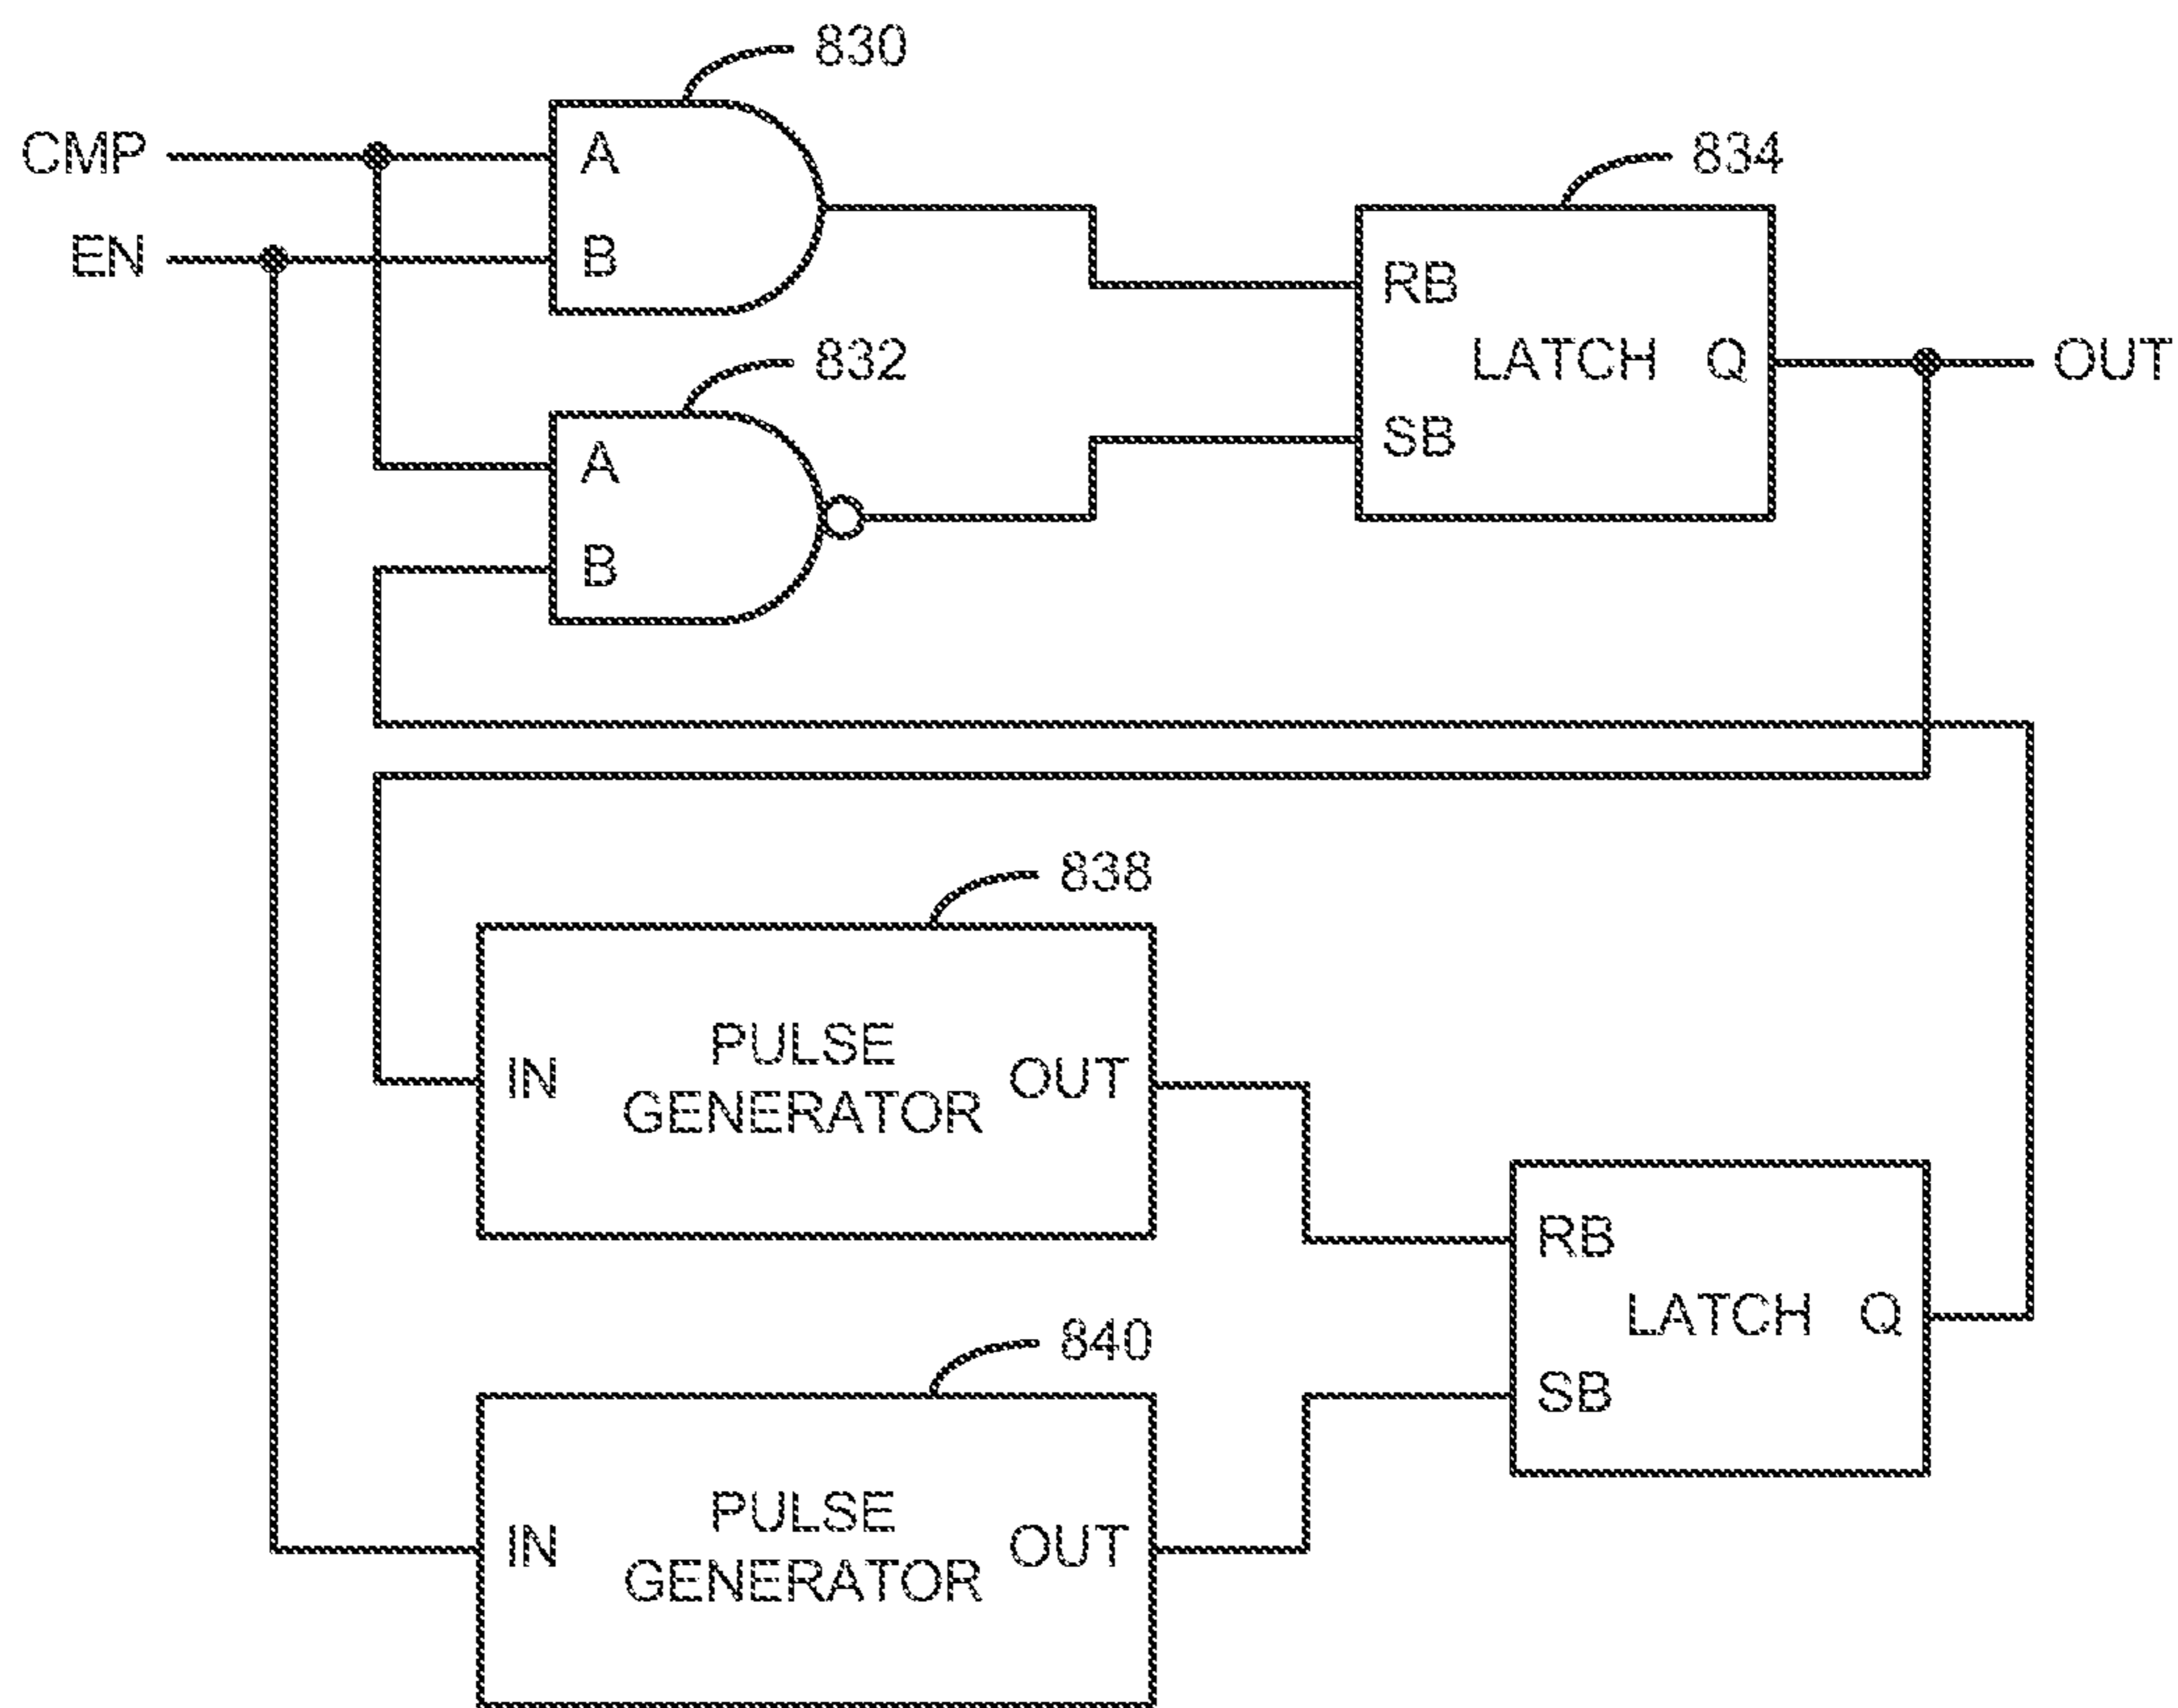 830
CMP
A
834
EN
B
RB
832
LATCH Q
OUT
SB
A
B
838
PULSE
GENERATOR
IN
OUT
RB
LATCH Q
840
SB
PULSE
GENERATOR
IN
OUT